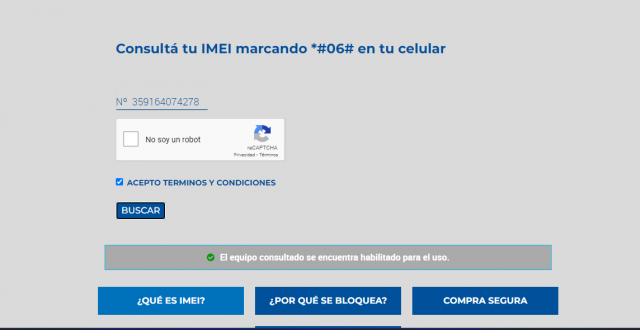 Consultá tu IMEI marcando *#06# en tu celular
Nº 359164074278
No soy un robot
reCAPTCHA
Privacidad - Términos
ACEPTO TERMINOS Y CONDICIONES
BUSCAR
El equipo consultado se encuentra habilitado para el uso.
¿QUÉ ES IMEI?
¿POR QUÉ SE BLOQUEA?
COMPRA SEGURA